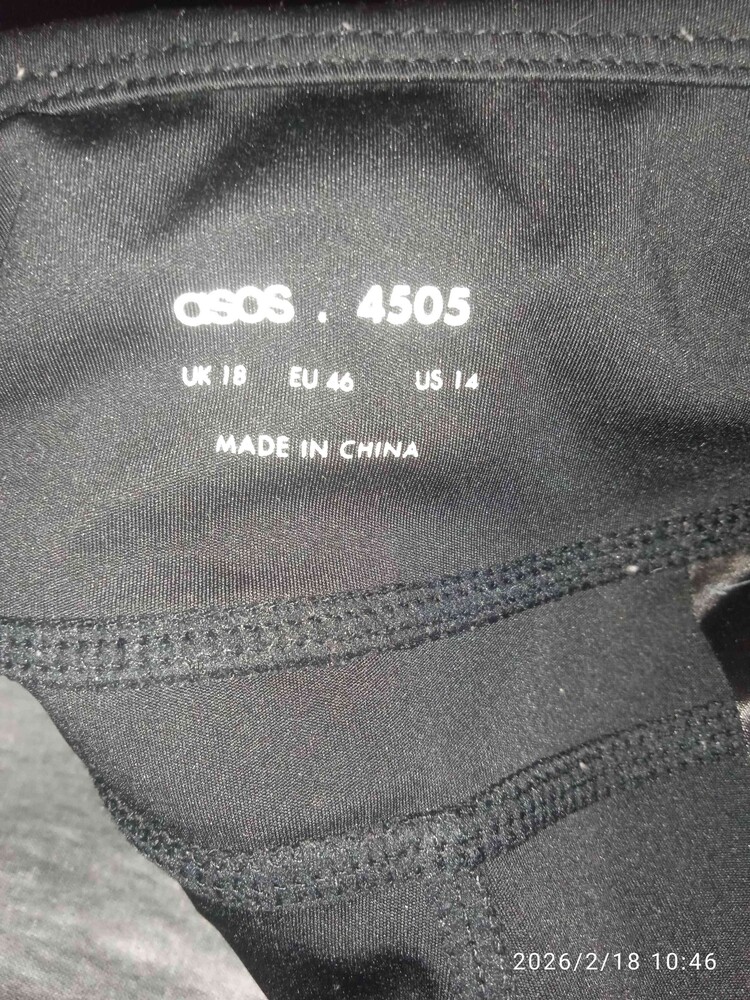 asos . 4505
UK 18 EU 46 US 14
MADE IN CHINA
2026/2/18 10:46